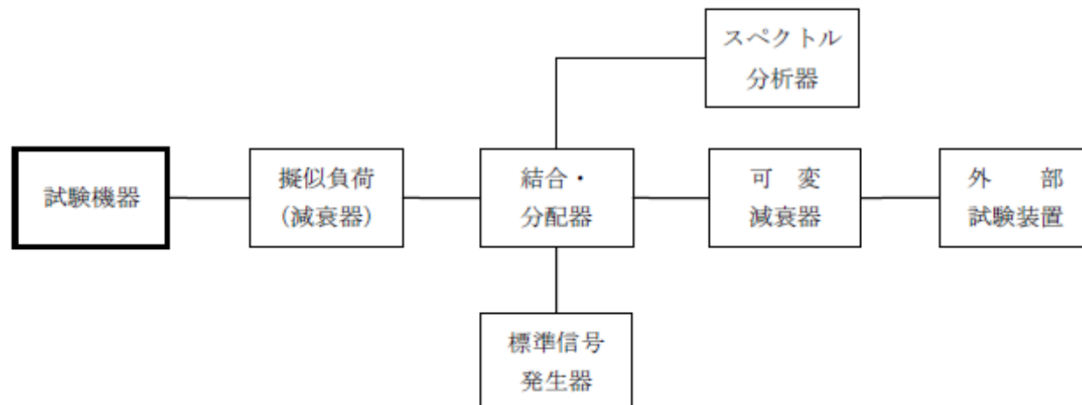 スペクトル
分析器
試験機器
擬似負荷
(減衰器)
結合・
分配器
可 変
減衰器
外 部
試験装置
標準信号
発生器